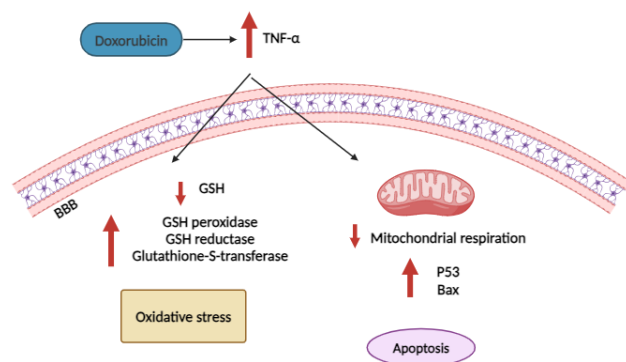 Doxorubicin
TNF-α
BBB
GSH
GSH peroxidase
GSH reductase
Glutathione-S-transferase
Oxidative stress
Mitochondrial respiration
P53
Bax
Apoptosis